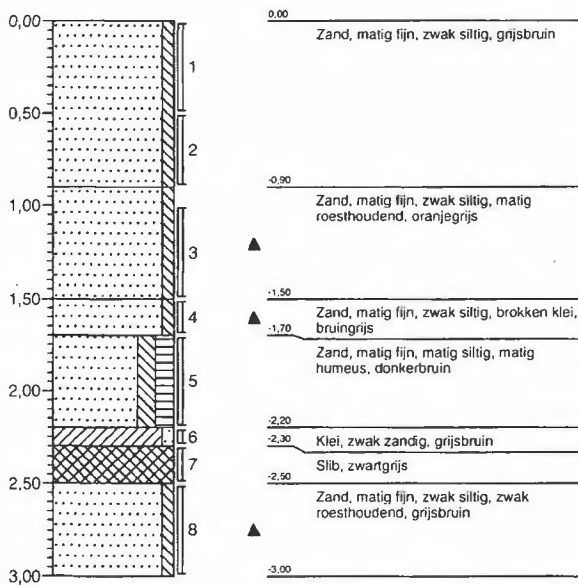 0,00
0,50
1,00
1,50
2,00
2,50
3,00
1
2
3
4
5
6
7
8
0,00
Zand, matig fijn, zwak siltig, grijsbruin
-0,90
Zand, matig fijn, zwak siltig, matig
roesthoudend, oranjegrijs
-1,50
Zand, matig fijn, zwak siltig, brokken klei,
bruingrijs
-1,70
Zand, matig fijn, matig siltig, matig
humeus, donkerbruin
-2,20
Klei, zwak zandig, grijsbruin
-2,30
Slib, zwartgrijs
-2,50
Zand, matig fijn, zwak siltig, zwak
roesthoudend, grijsbruin
-3,00